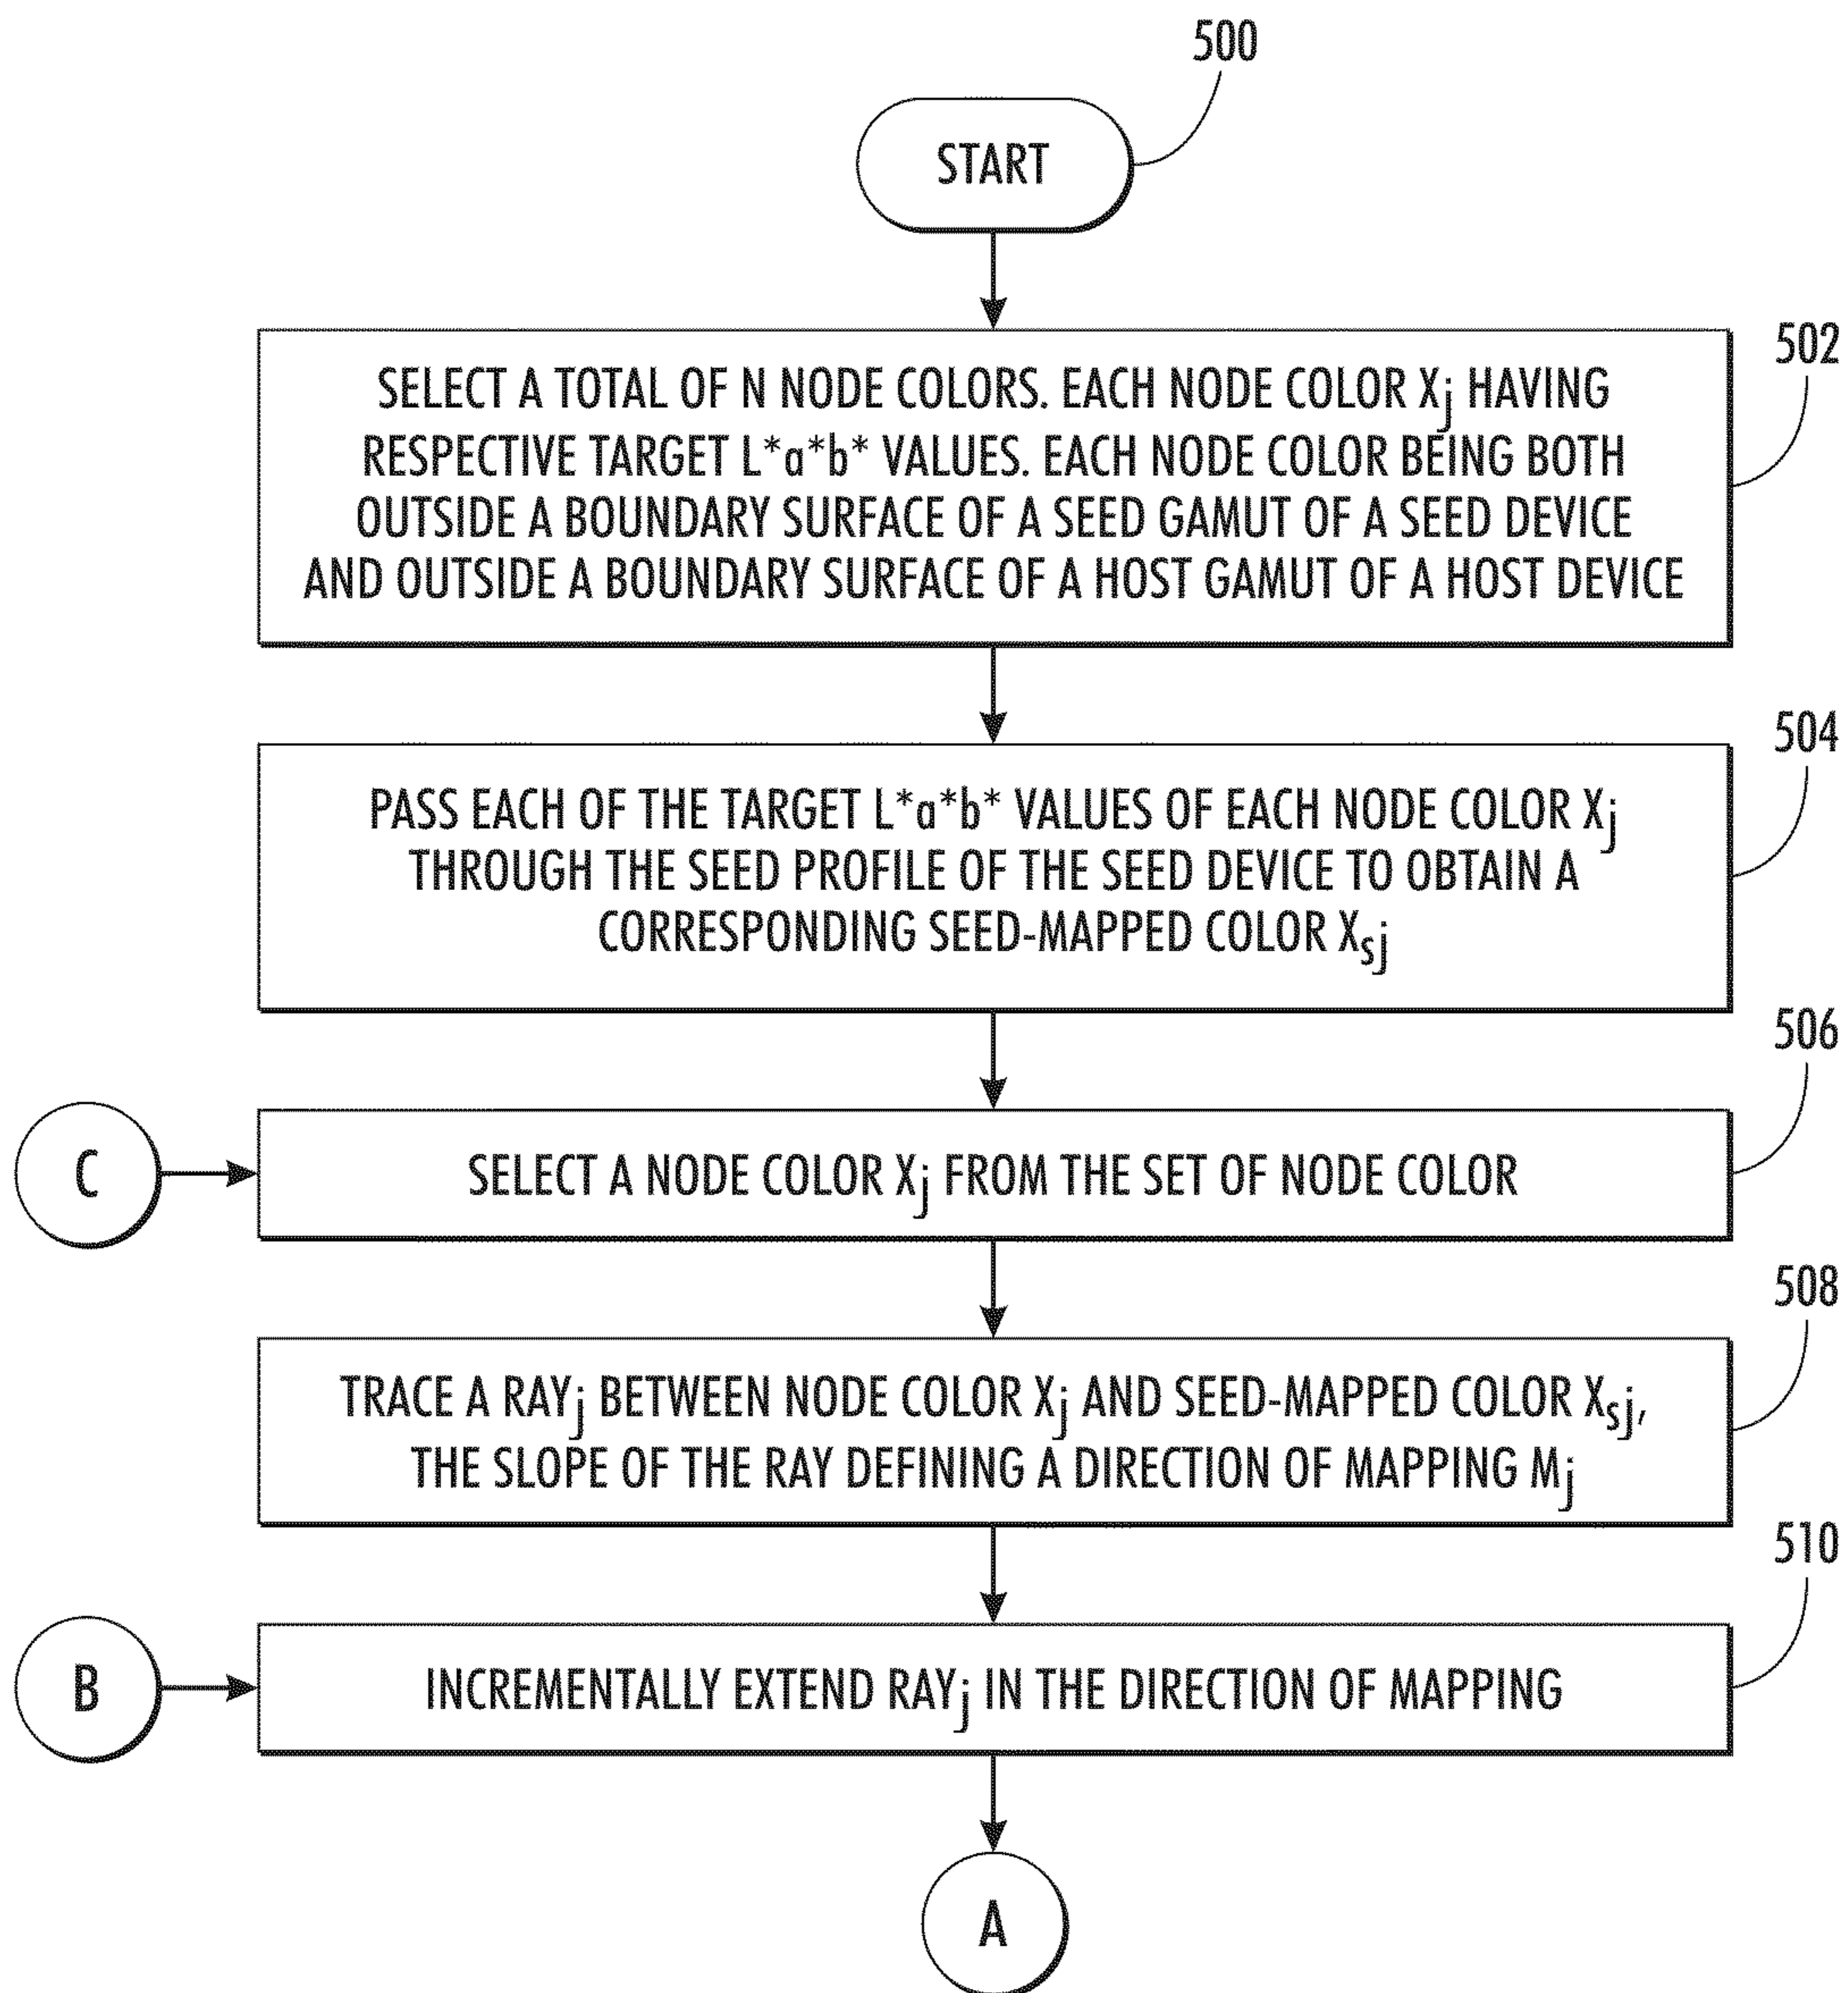 500
START
502
SELECT A TOTAL OF N NODE COLORS. EACH NODE COLOR Xj HAVING
RESPECTIVE TARGET L*a*b* VALUES. EACH NODE COLOR BEING BOTH
OUTSIDE A BOUNDARY SURFACE OF A SEED GAMUT OF A SEED DEVICE
AND OUTSIDE A BOUNDARY SURFACE OF A HOST GAMUT OF A HOST DEVICE
504
PASS EACH OF THE TARGET L*a*b* VALUES OF EACH NODE COLOR Xj
THROUGH THE SEED PROFILE OF THE SEED DEVICE TO OBTAIN A
CORRESPONDING SEED-MAPPED COLOR Xsj
506
C
SELECT A NODE COLOR Xj FROM THE SET OF NODE COLOR
508
TRACE A RAYj BETWEEN NODE COLOR Xj AND SEED-MAPPED COLOR Xsj,
THE SLOPE OF THE RAY DEFINING A DIRECTION OF MAPPING Mj
510
B
INCREMENTALLY EXTEND RAYj IN THE DIRECTION OF MAPPING
A